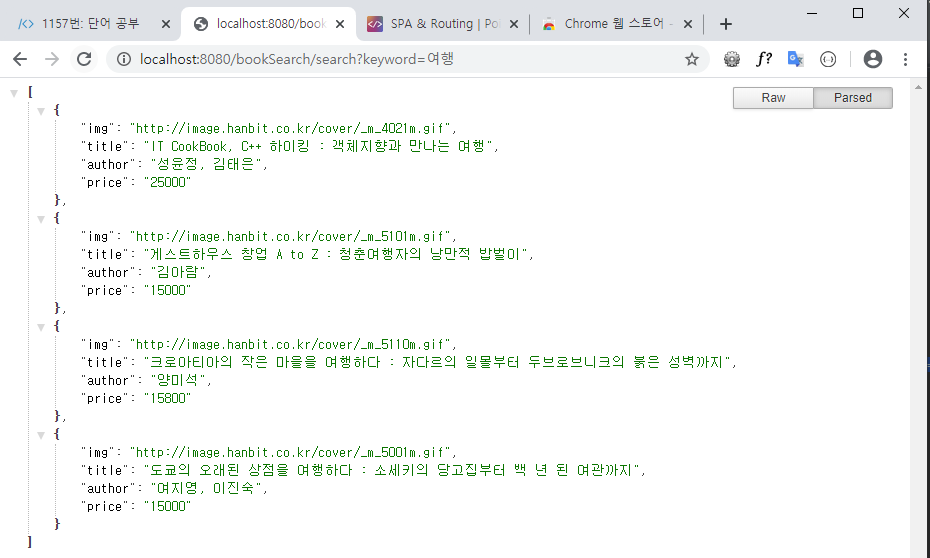 1157번: 단어 공부
localhost:8080/book
SPA & Routing | Po
Chrome 웹 스토어 -
localhost:8080/bookSearch/search?keyword=여행
f?
Raw
Parsed
[
{
"img": "http://image.hanbit.co.kr/cover/_m_4021m.gif",
"title": "IT CookBook, C++ 하이킹 : 객체지향과 만나는 여행",
"author": "성윤정, 김태은",
"price": "25000"
},
{
"img": "http://image.hanbit.co.kr/cover/_m_5101m.gif",
"title": "게스트하우스 창업 A to Z : 청춘여행자의 낭만적 밥벌이",
"author": "김아람",
"price": "15000"
},
{
"img": "http://image.hanbit.co.kr/cover/_m_5110m.gif",
"title": "크로아티아의 작은 마을을 여행하다 : 자다르의 일몰부터 두브로브니크의 붉은 성벽까지",
"author": "양미석",
"price": "15800"
},
{
"img": "http://image.hanbit.co.kr/cover/_m_5001m.gif",
"title": "도쿄의 오래된 상점을 여행하다 : 소세키의 당고집부터 백 년 된 여관까지",
"author": "여지영, 이진숙",
"price": "15000"
}
]